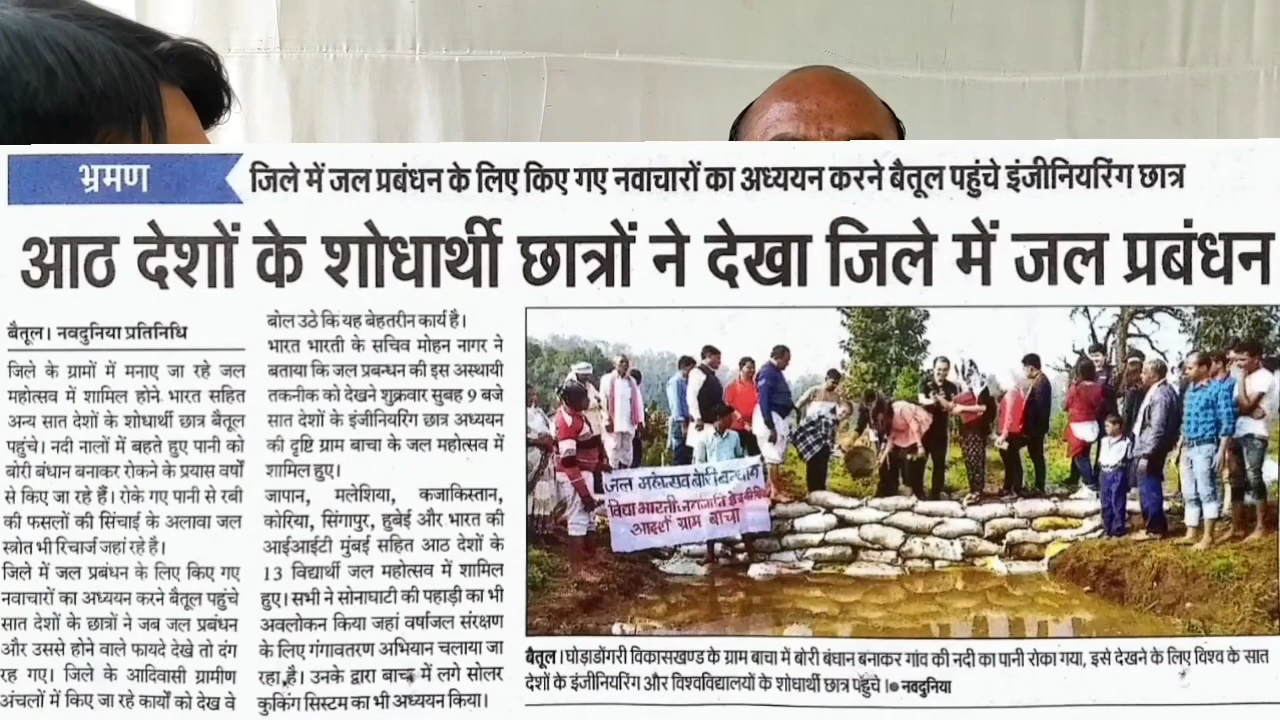 भ्रमण
जिले में जल प्रबंधन के लिए किए गए नवाचारों का अध्ययन करने बैतूल पहुंचे इंजीनियरिंग छात्र
आठ देशों के शोधार्थी छात्रों ने देखा जिले में जल प्रबंधन
बैतूल। नवदुनिया प्रतिनिधि
जिले के ग्रामों में मनाए जा रहे जल
महोत्सव में शामिल होने भारत सहित
अन्य सात देशों के शोधार्थी छात्र बैतूल
पहुंचे। नदी नालों में बहते हुए पानी को
बोरी बंधान बनाकर रोकने के प्रयास वर्षों
से किए जा रहे हैं। रोके गए पानी से रबी
की फसलों की सिंचाई के अलावा जल
स्त्रोत भी रिचार्ज जहां रहे है।
जिले में जल प्रबंधन के लिए किए गए
नवाचारों का अध्ययन करने बैतूल पहुंचे
सात देशों के छात्रों ने जब जल प्रबंधन
और उससे होने वाले फायदे देखे तो दंग
रह गए। जिले के आदिवासी ग्रामीण
अंचलों में किए जा रहे कार्यों को देख वे
बोल उठे कि यह बेहतरीन कार्य है।
भारत भारती के सचिव मोहन नागर ने
बताया कि जल प्रबन्धन की इस अस्थायी
तकनीक को देखने शुक्रवार सुबह 9 बजे
सात देशों के इंजीनियरिंग छात्र अध्ययन
की दृष्टि ग्राम बाचा के जल महोत्सव में
शामिल हुए।
जापान, मलेशिया, कजाकिस्तान,
कोरिया, सिंगापुर, हुबेई और भारत की
आईआईटी मुंबई सहित आठ देशों के
13 विद्यार्थी जल महोत्सव में शामिल
हुए। सभी ने सोनाघाटी की पहाड़ी का भी
अवलोकन किया जहां वर्षाजल संरक्षण
के लिए गंगावतरण अभियान चलाया जा
रहा है। उनके द्वारा बाचा में लगे सोलर
कुकिंग सिस्टम का भी अध्ययन किया।
जल महोत्सव बोरी बन्धान
विद्या भारती जनजाति
आदर्श ग्राम बाचा
बैतूल। घोड़ाडोंगरी विकासखण्ड के ग्राम बाचा में बोरी बंधान बनाकर गांव की नदी का पानी रोका गया, इसे देखने के लिए विश्व के सात
देशों के इंजीनियरिंग और विश्वविद्यालयों के शोधार्थी छात्र पहुंचे।● नवदुनिया